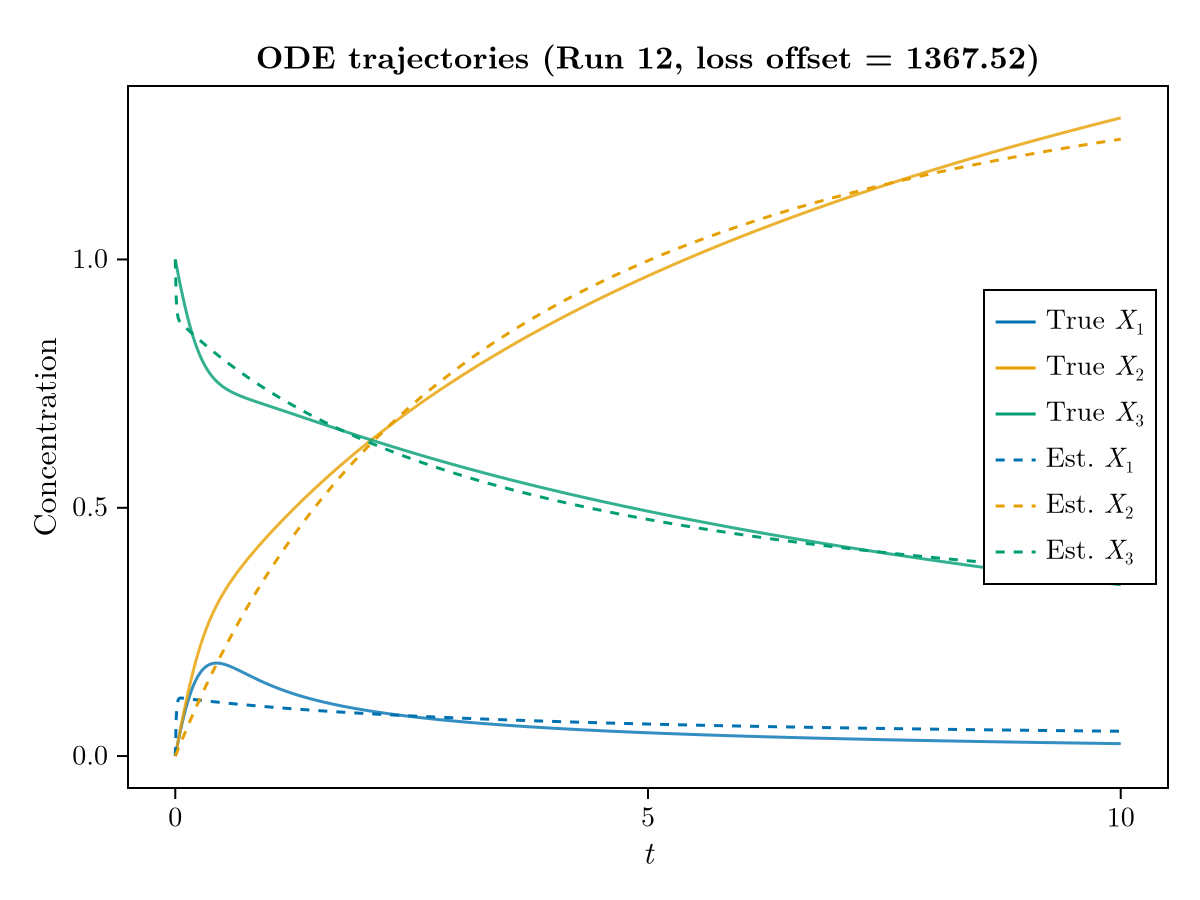 ODE trajectories (Run 12, loss offset = 1367.52)
Concentration
1.0
0.5
0.0
True X₁
True X₂
True X₃
Est. X₁
Est. X₂
Est. X₃
0 5 10
t